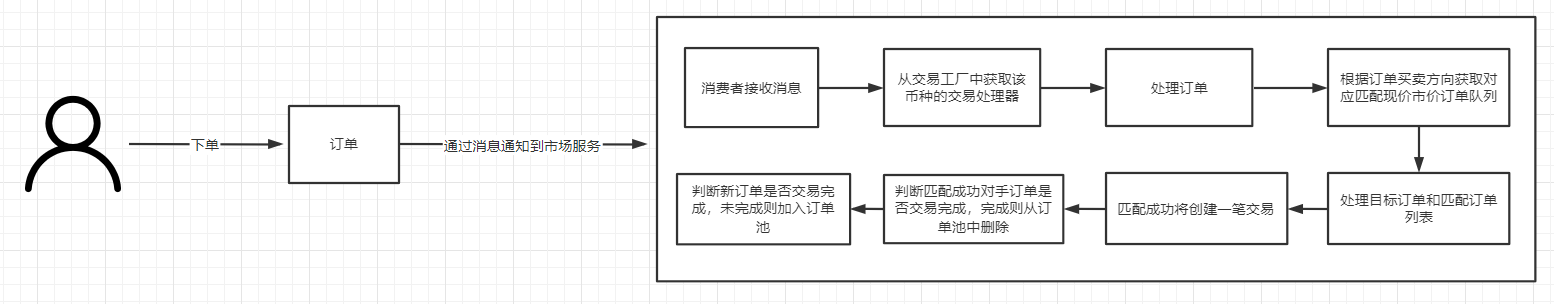 下单
订单
通过消息通知到市场服务
消费者接收消息
从交易工厂中获取该
币种的交易处理器
处理订单
根据订单买卖方向获取对
应匹配现价市价订单队列
处理目标订单和匹配订单
列表
匹配成功将创建一笔交易
判断匹配成功对手订单是
否交易完成，完成则从订
单池中删除
判断新订单是否交易完
成，未完成则加入订单
池